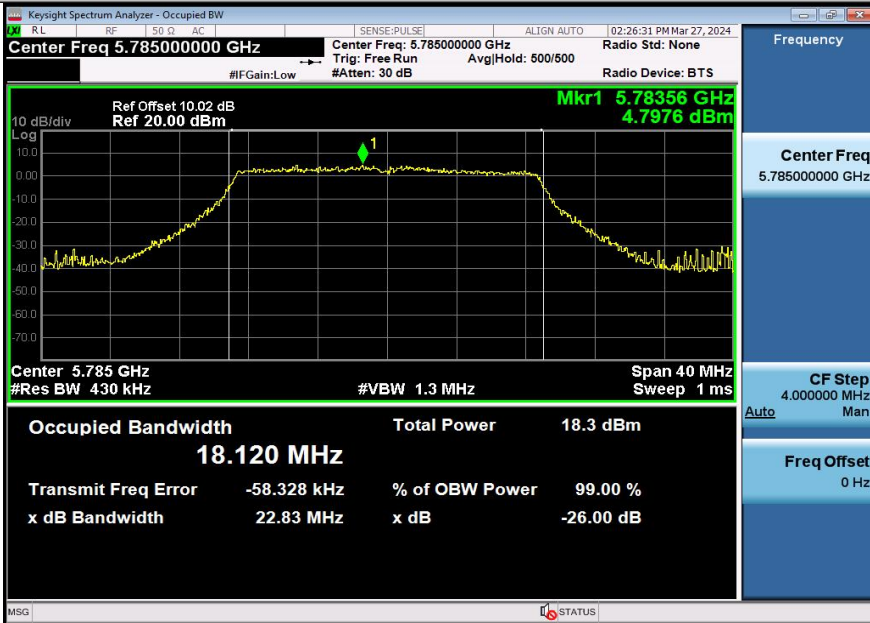 Keysight Spectrum Analyzer - Occupied BW
LXI RL RF 50 Ω AC SENSE:PULSE ALIGN AUTO 02:26:31 PM Mar 27, 2024
Center Freq 5.785000000 GHz
Center Freq: 5.785000000 GHz
Radio Std: None
Trig: Free Run Avg|Hold: 500/500
#IFGain:Low #Atten: 30 dB Radio Device: BTS
Frequency
Ref Offset 10.02 dB
10 dB/div Ref 20.00 dBm
Mkr1 5.78356 GHz
4.7976 dBm
Log
10.0
0.00
-10.0
-20.0
-30.0
-40.0
-50.0
-60.0
-70.0
1
Center 5.785 GHz Span 40 MHz
#Res BW 430 kHz #VBW 1.3 MHz Sweep 1 ms
Occupied Bandwidth Total Power 18.3 dBm
18.120 MHz
Transmit Freq Error -58.328 kHz % of OBW Power 99.00 %
x dB Bandwidth 22.83 MHz x dB -26.00 dB
Center Freq
5.785000000 GHz
CF Step
4.000000 MHz
Auto Man
Freq Offset
0 Hz
MSG STATUS